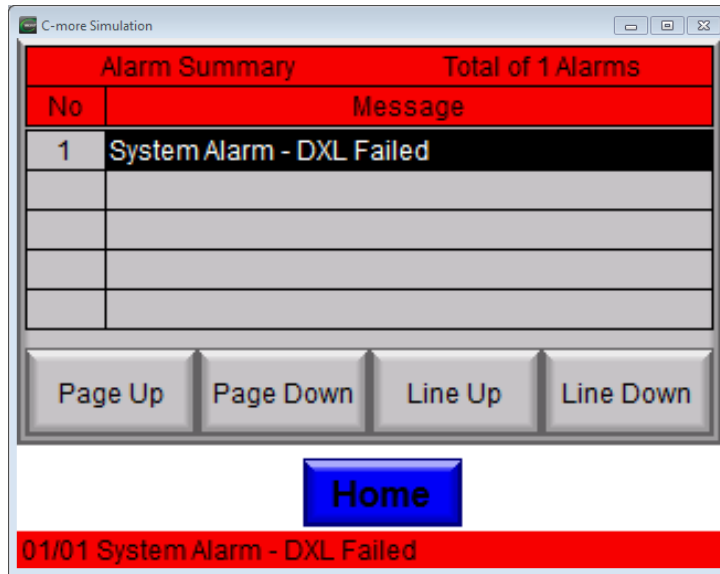 C-more Simulation
Alarm Summary Total of 1 Alarms
No Message
1 System Alarm - DXL Failed
Page Up Page Down Line Up Line Down
Home
01/01 System Alarm - DXL Failed